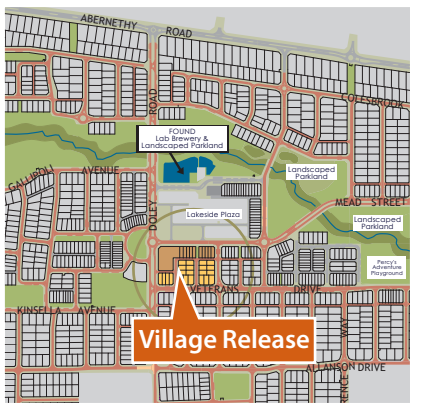 ABERNETHY
ROAD
COLESBROOK
ROAD
FOUND
Lab Brewery &
Landscaped Parkland
AVENUE
GALLIPOLI
Landscaped
Parkland
MEAD STREET
DOLEY
Lakeside Plaza
Landscaped
Parkland
Percy's
Adventure
Playground
VETERANS
DRIVE
KINSELLA AVENUE
WAY
Village Release
ALLANSON DRIVE